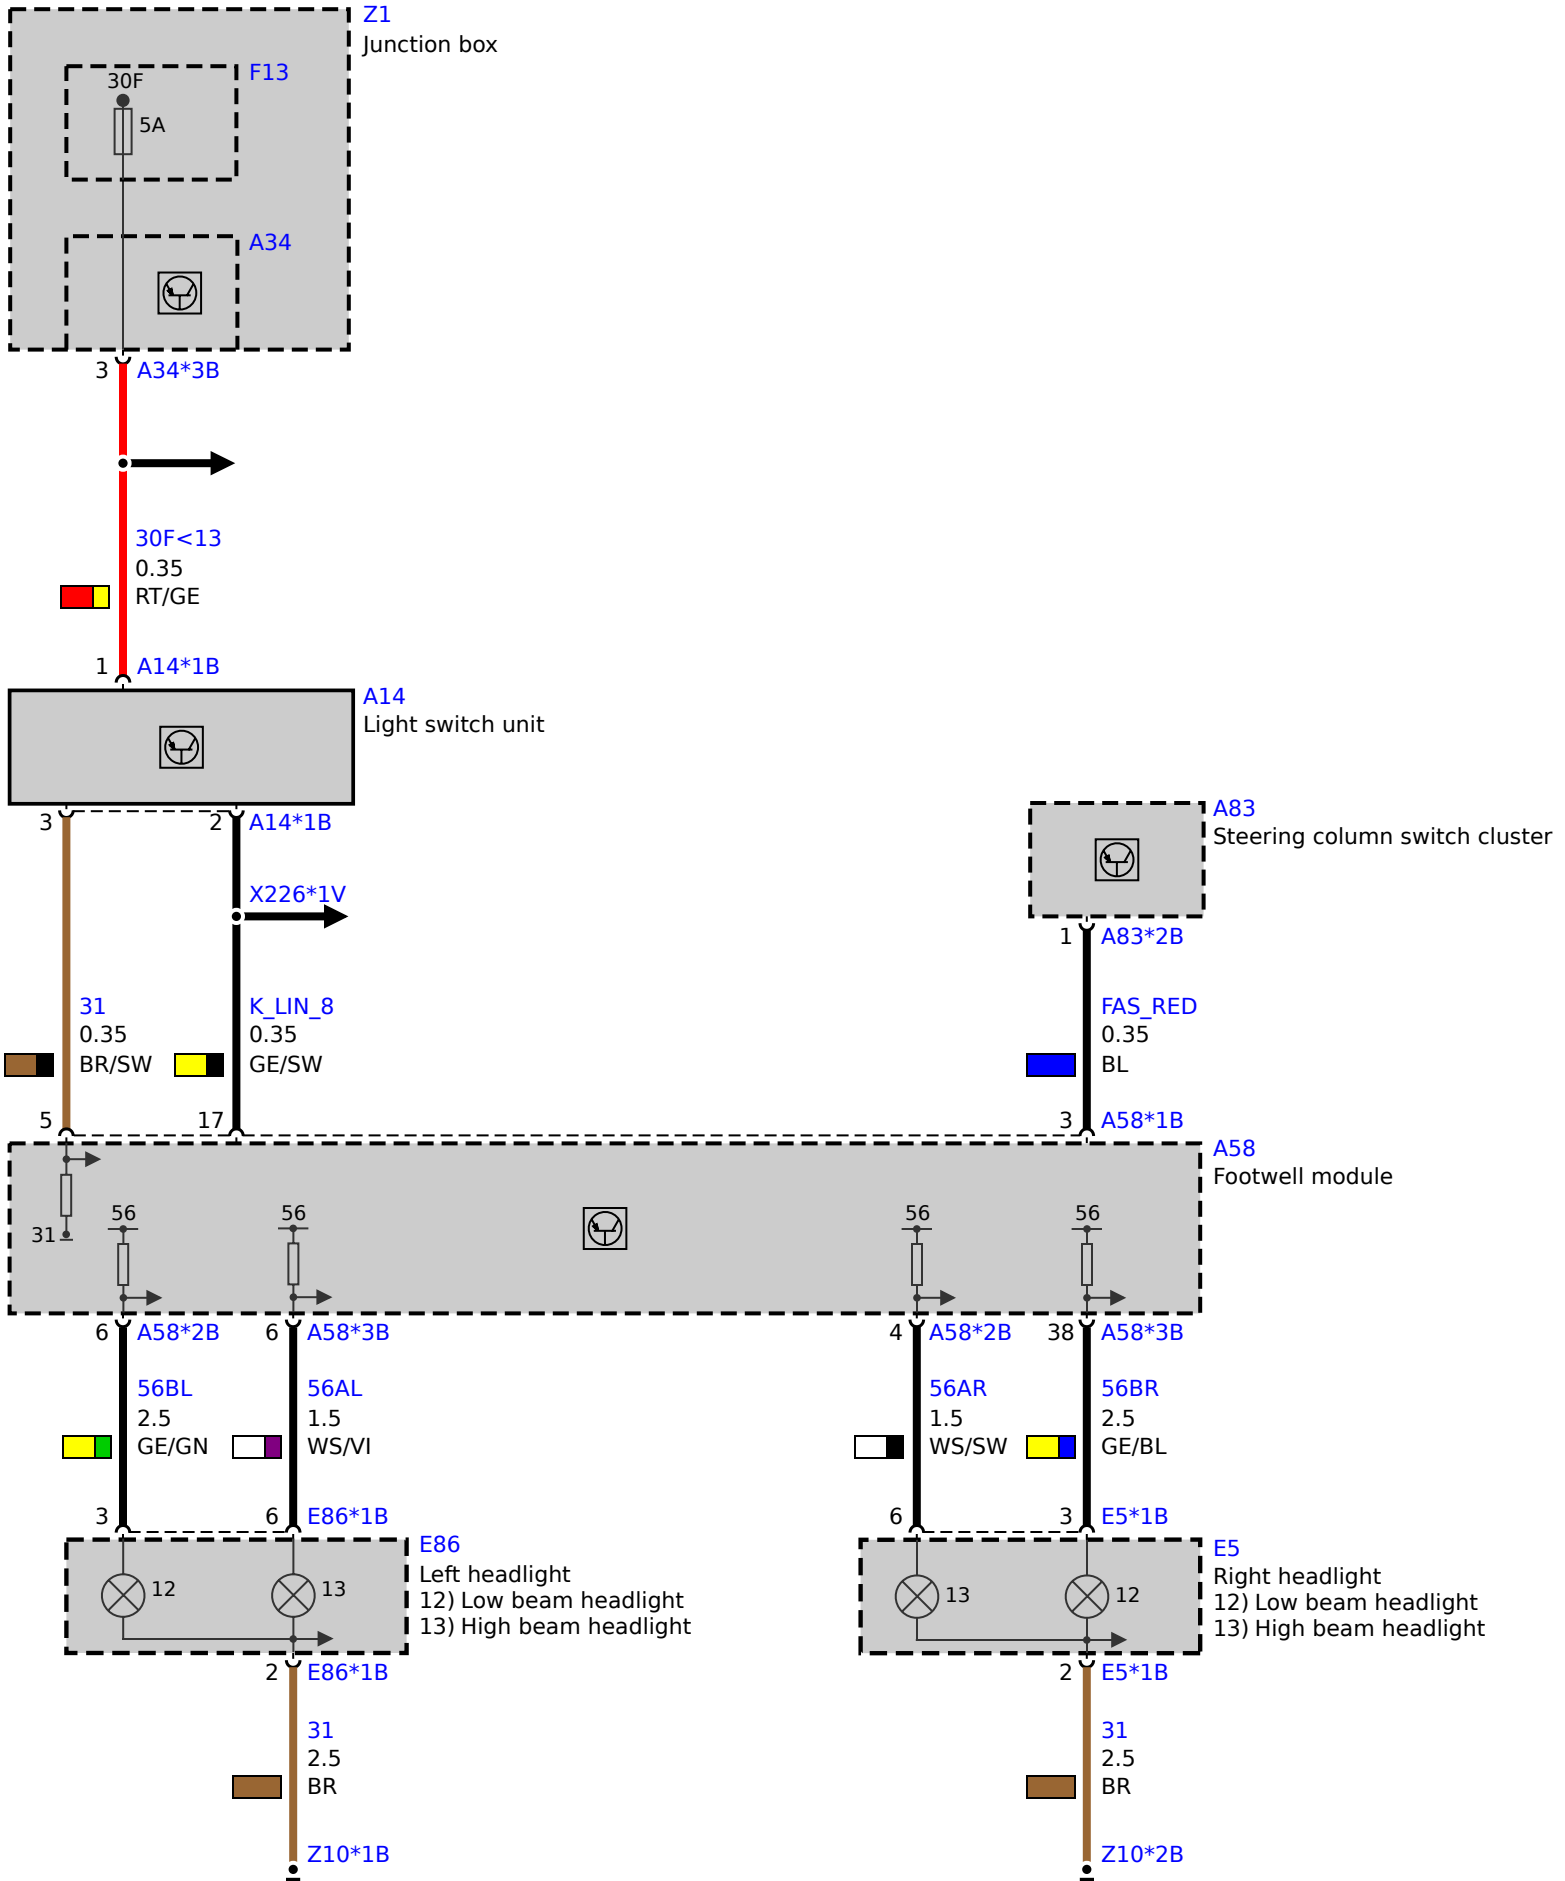 Z1
Junction box
30F
F13
5A
A34
3
A34*3B
30F<13
0.35
RT/GE
1
A14*1B
A14
Light switch unit
3
2
A14*1B
X226*1V
A83
Steering column switch cluster
1
A83*2B
31
0.35
BR/SW
K_LIN_8
0.35
GE/SW
FAS_RED
0.35
BL
5
17
3
A58*1B
A58
Footwell module
31
56
56
56
56
6
A58*2B
6
A58*3B
4
A58*2B
38
A58*3B
56BL
2.5
GE/GN
56AL
1.5
WS/VI
56AR
1.5
WS/SW
56BR
2.5
GE/BL
3
6
E86*1B
6
3
E5*1B
12
13
E86
Left headlight
12) Low beam headlight
13) High beam headlight
13
12
E5
Right headlight
12) Low beam headlight
13) High beam headlight
2
E86*1B
2
E5*1B
31
2.5
BR
31
2.5
BR
Z10*1B
Z10*2B